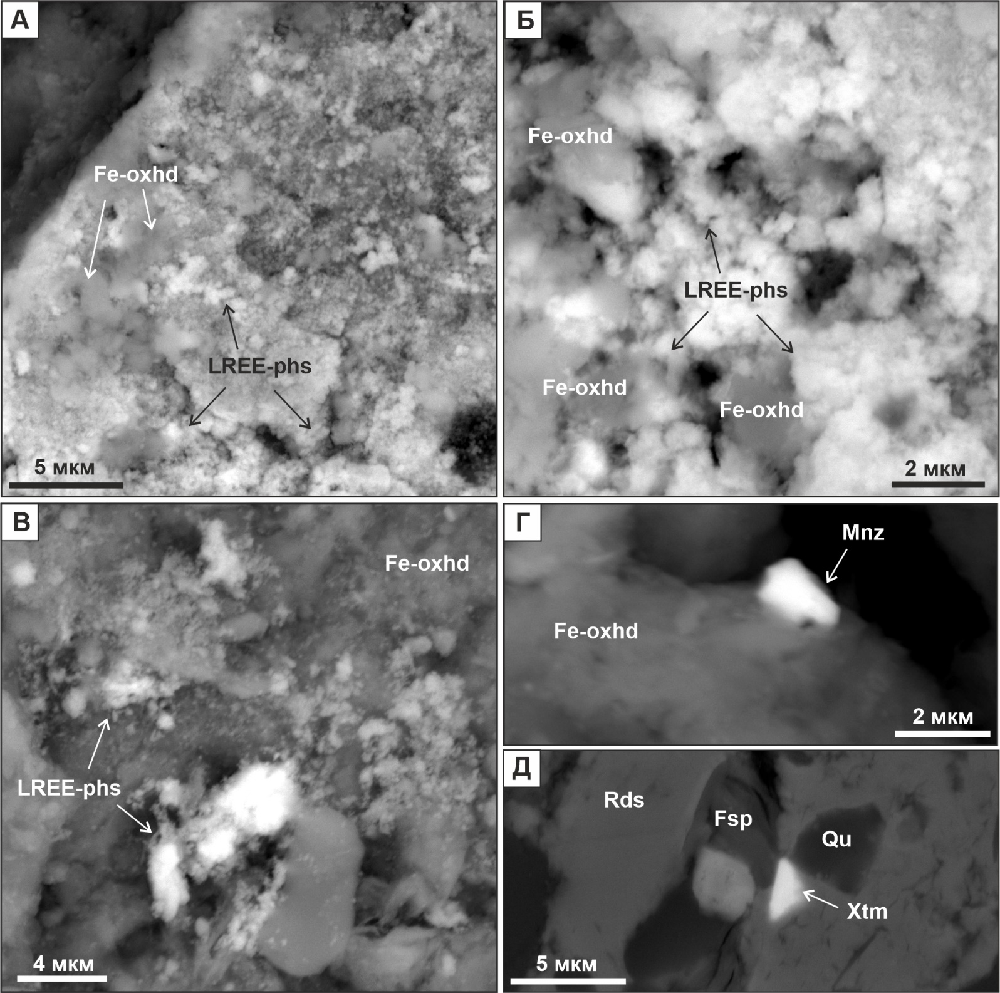 А
Fe-oxhd
LREE-phs
5 мкм
Б
Fe-oxhd
LREE-phs
Fe-oxhd
Fe-oxhd
2 мкм
В
Fe-oxhd
LREE-phs
4 мкм
Г
Mnz
Fe-oxhd
2 мкм
Д
Rds
Fsp
Qu
Xtm
5 мкм